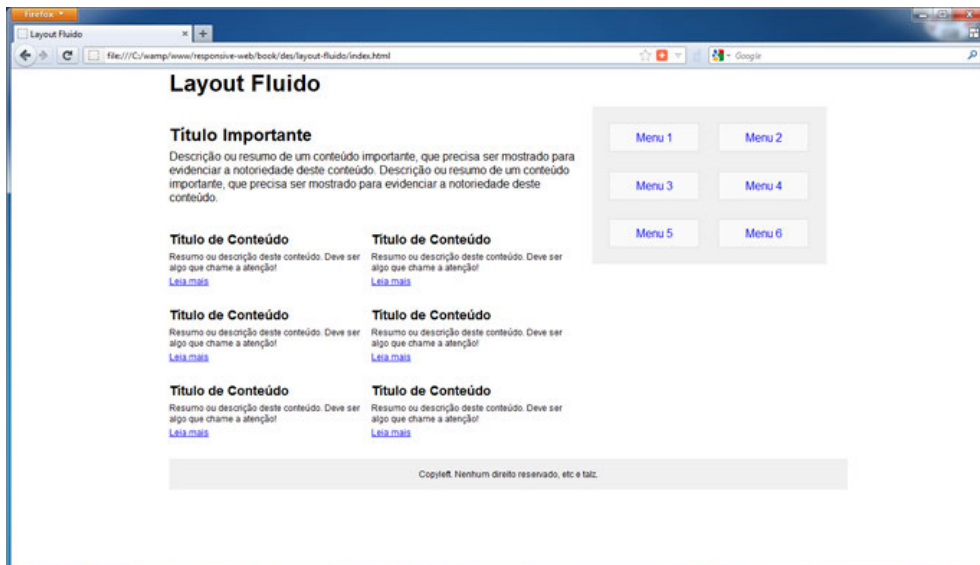 Firefox
Layout Fluido
file:///C:/wamp/www/responsive-web/book/des/layout-fluido/index.html
Google
Layout Fluido
Título Importante
Descrição ou resumo de um conteúdo importante, que precisa ser mostrado para
evidenciar a notoriedade deste conteúdo. Descrição ou resumo de um conteúdo
importante, que precisa ser mostrado para evidenciar a notoriedade deste
conteúdo.
Menu 1
Menu 2
Menu 3
Menu 4
Menu 5
Menu 6
Título de Conteúdo
Resumo ou descrição deste conteúdo. Deve ser
algo que chame a atenção!
Leia mais
Título de Conteúdo
Resumo ou descrição deste conteúdo. Deve ser
algo que chame a atenção!
Leia mais
Título de Conteúdo
Resumo ou descrição deste conteúdo. Deve ser
algo que chame a atenção!
Leia mais
Título de Conteúdo
Resumo ou descrição deste conteúdo. Deve ser
algo que chame a atenção!
Leia mais
Título de Conteúdo
Resumo ou descrição deste conteúdo. Deve ser
algo que chame a atenção!
Leia mais
Título de Conteúdo
Resumo ou descrição deste conteúdo. Deve ser
algo que chame a atenção!
Leia mais
Copyleft. Nenhum direito reservado, etc e talz.